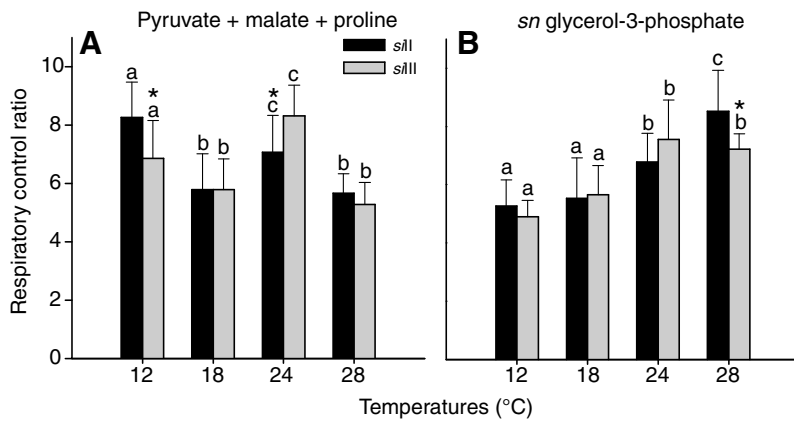 Pyruvate + malate + proline
sn glycerol-3-phosphate
A
B
siII
siIII
Respiratory control ratio
10
8
6
4
2
0
a
*
a
b b
*
c
c
b b
a a
a a
b
b
c
*
b
12 18 24 28
12 18 24 28
Temperatures (°C)